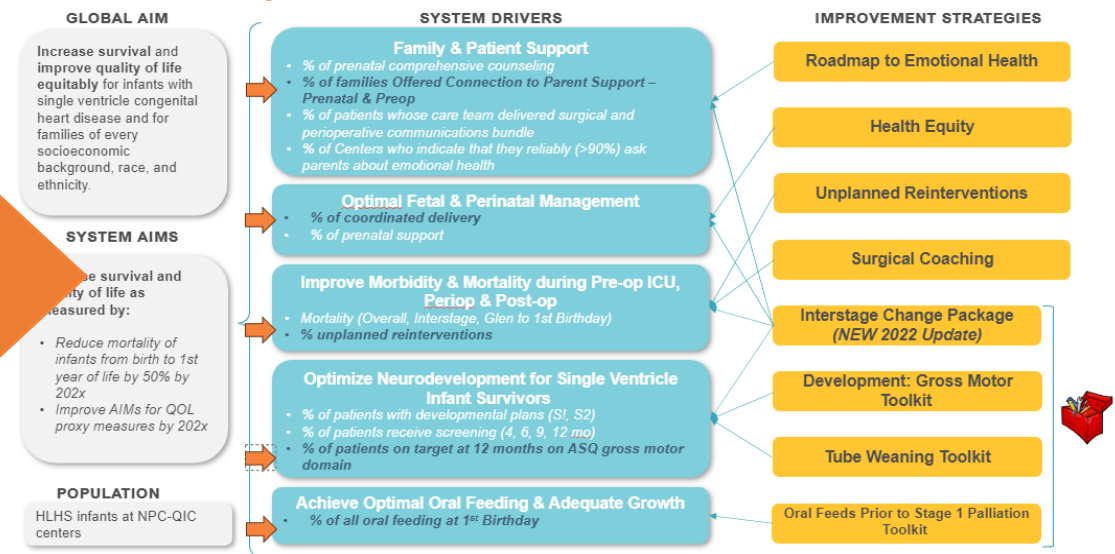 GLOBAL AIM
Increase survival and
improve quality of life
equitably for infants with
single ventricle congenital
heart disease and for
families of every
socioeconomic
background, race, and
ethnicity.
SYSTEM AIMS
se survival and
ity of life as
easured by:
• Reduce mortality of
infants from birth to 1st
year of life by 50% by
202x
• Improve AIMs for QOL
proxy measures by 202x
POPULATION
HLHS infants at NPC-QIC
centers
SYSTEM DRIVERS
Family & Patient Support
• % of prenatal comprehensive counseling
• % of families Offered Connection to Parent Support –
Prenatal & Preop
• % of patients whose care team delivered surgical and
perioperative communications bundle
• % of Centers who indicate that they reliably (>90%) ask
parents about emotional health
Optimal Fetal & Perinatal Management
• % of coordinated delivery
• % of prenatal support
Improve Morbidity & Mortality during Pre-op ICU,
Periop & Post-op
• Mortality (Overall, Interstage, Glen to 1st Birthday)
• % unplanned reinterventions
Optimize Neurodevelopment for Single Ventricle
Infant Survivors
• % of patients with developmental plans (S!, S2)
• % of patients receive screening (4, 6, 9, 12 mo)
• % of patients on target at 12 months on ASQ gross motor
domain
Achieve Optimal Oral Feeding & Adequate Growth
• % of all oral feeding at 1st Birthday
IMPROVEMENT STRATEGIES
Roadmap to Emotional Health
Health Equity
Unplanned Reinterventions
Surgical Coaching
Interstage Change Package
(NEW 2022 Update)
Development: Gross Motor
Toolkit
Tube Weaning Toolkit
Oral Feeds Prior to Stage 1 Palliation
Toolkit